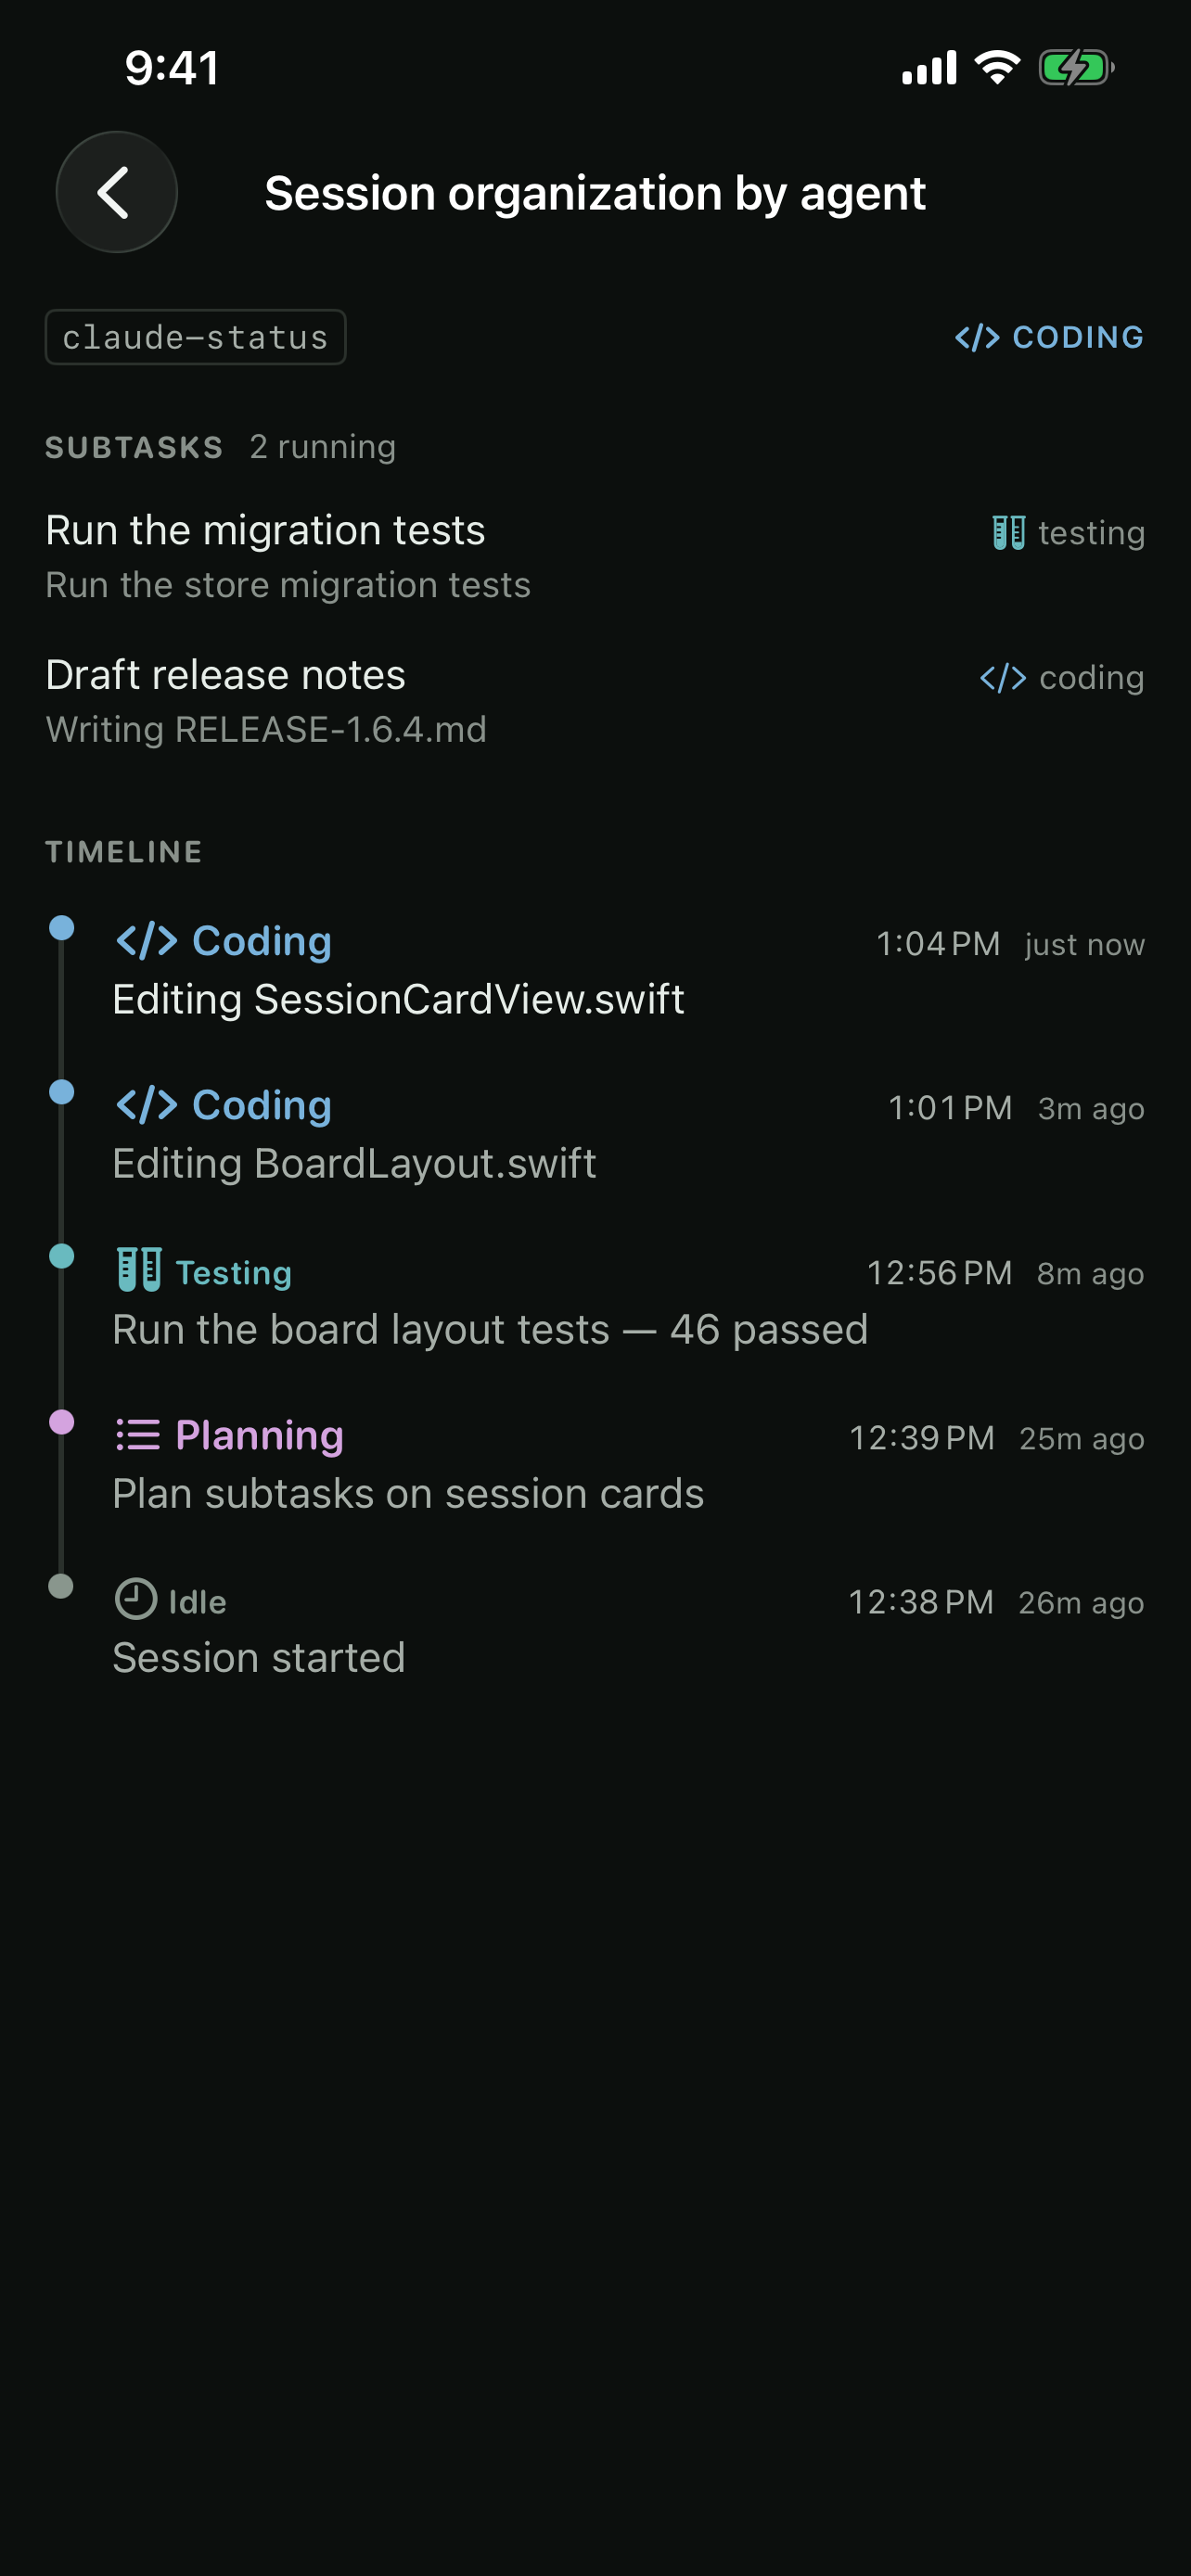 9:41
Session organization by agent
claude-status
</> CODING
SUBTASKS 2 running
Run the migration tests
testing
Run the store migration tests
Draft release notes
</> coding
Writing RELEASE-1.6.4.md
TIMELINE
</> Coding
1:04 PM just now
Editing SessionCardView.swift
</> Coding
1:01 PM 3m ago
Editing BoardLayout.swift
Testing
12:56 PM 8m ago
Run the board layout tests — 46 passed
Planning
12:39 PM 25m ago
Plan subtasks on session cards
Idle
12:38 PM 26m ago
Session started